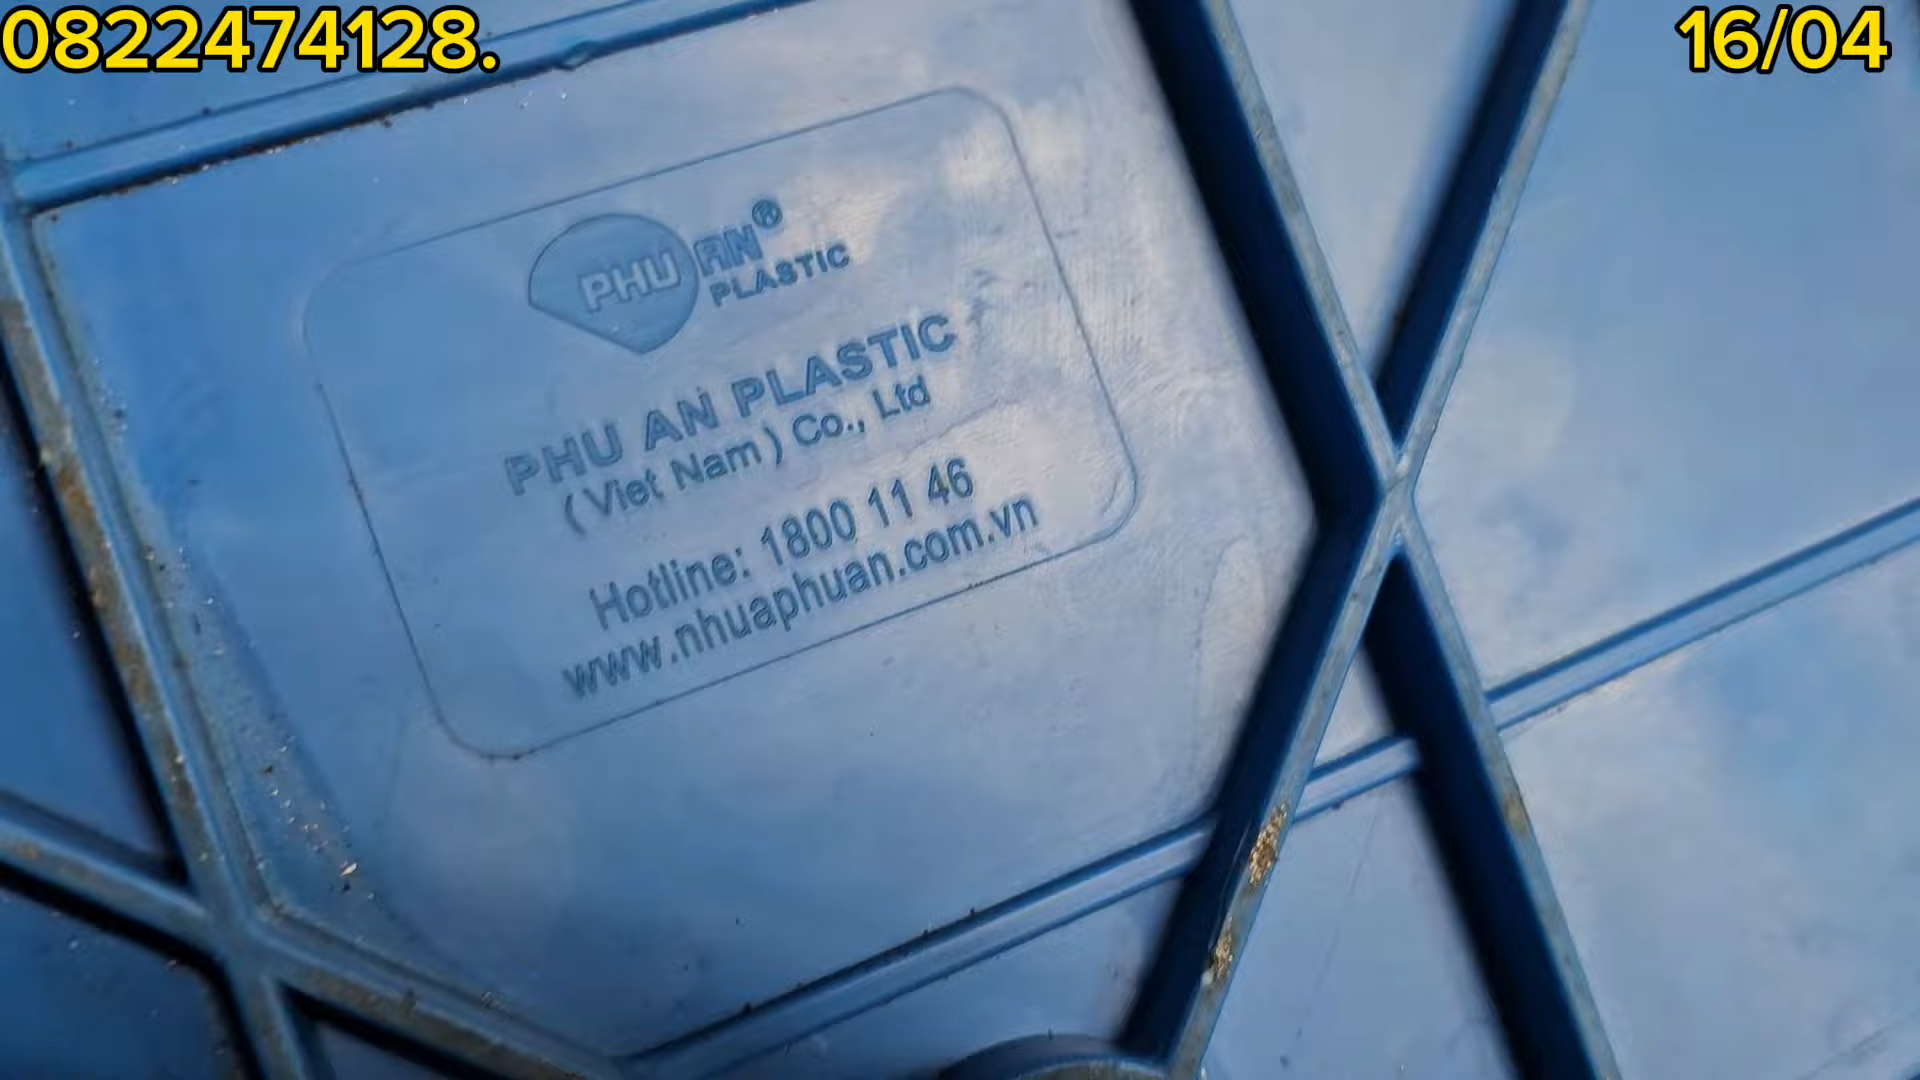 0822474128.
16/04
PHU AN®
PLASTIC
PHU AN PLASTIC
( Viet Nam ) Co., Ltd
Hotline: 1800 11 46
www.nhuaphuan.com.vn